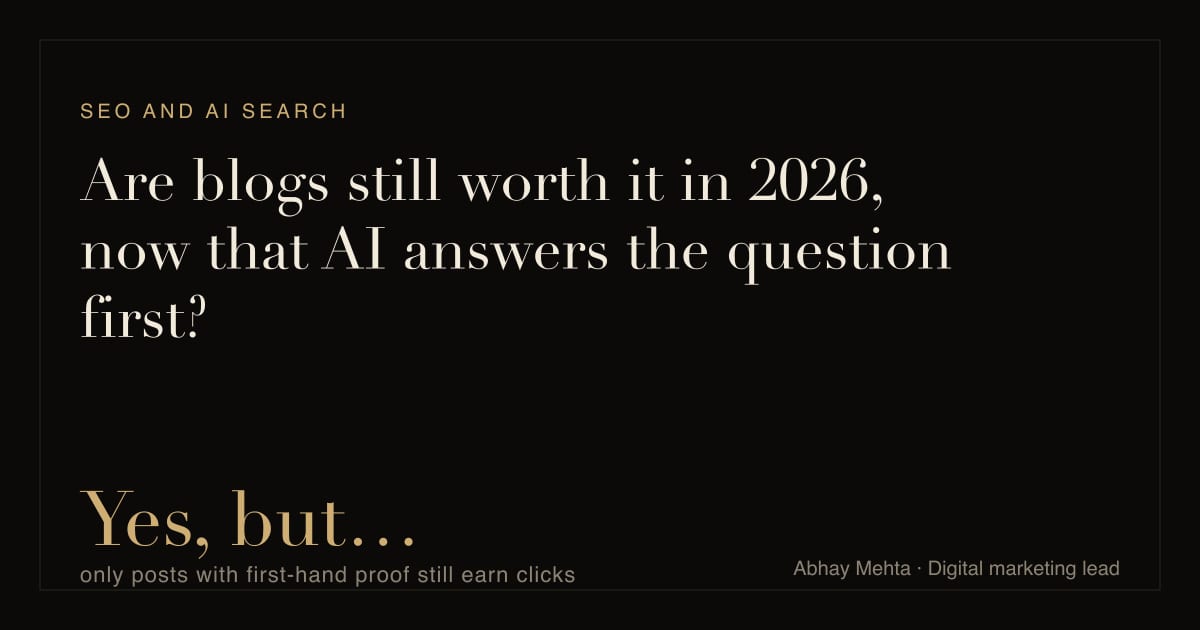 SEO AND AI SEARCH
Are blogs still worth it in 2026,
now that AI answers the question
first?
Yes, but...
only posts with first-hand proof still earn clicks
Abhay Mehta · Digital marketing lead